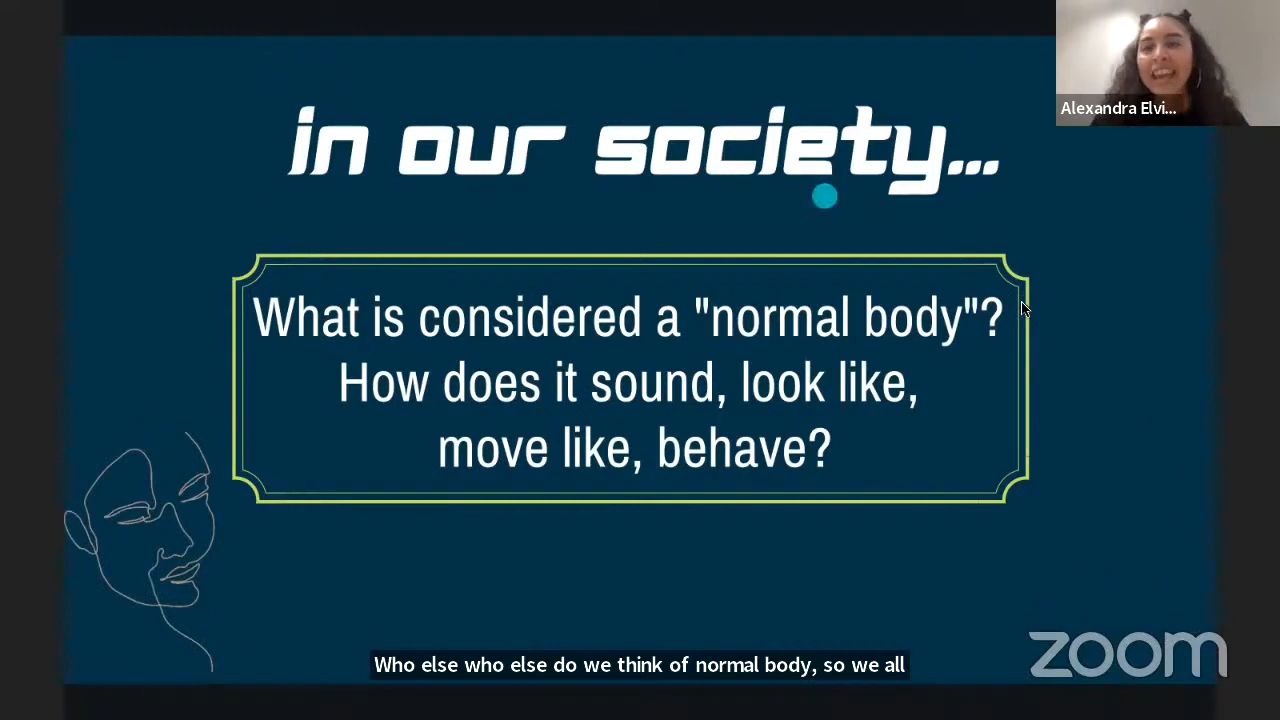 Alexandra Elvi...
in our society...
What is considered a "normal body"?
How does it sound, look like,
move like, behave?
Who else who else do we think of normal body, so we all
zoom